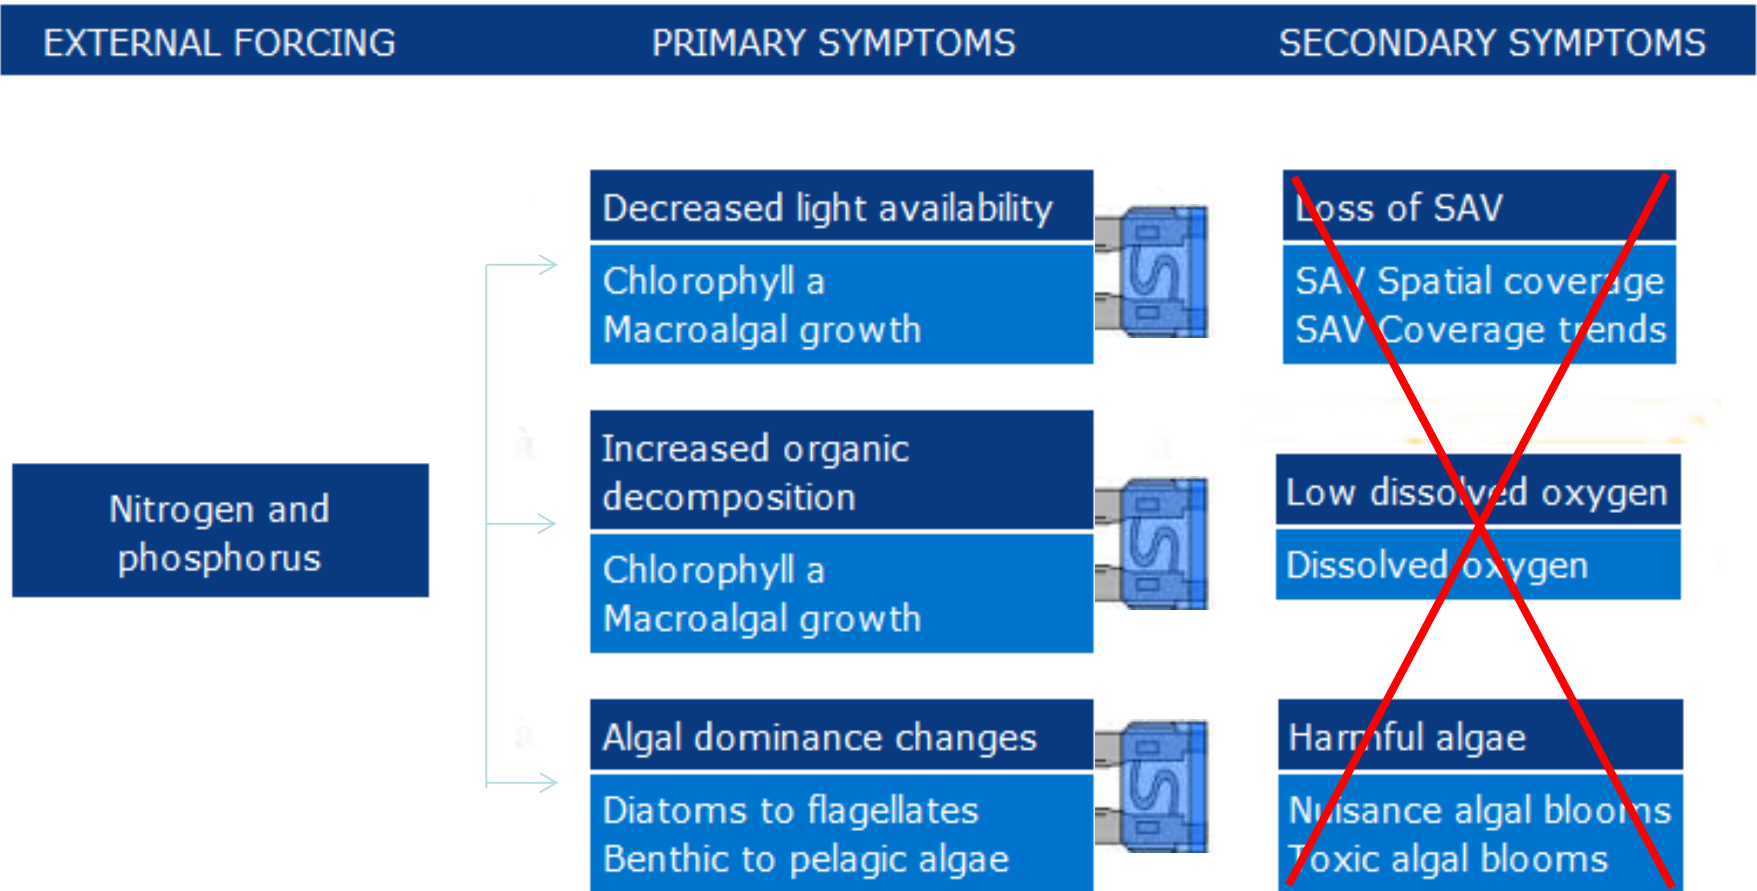 EXTERNAL FORCING
PRIMARY SYMPTOMS
SECONDARY SYMPTOMS
Nitrogen and
phosphorus
Decreased light availability
Chlorophyll a
Macroalgal growth
Loss of SAV
SAV Spatial coverage
SAV Coverage trends
à
Increased organic
decomposition
Chlorophyll a
Macroalgal growth
à
Low dissolved oxygen
Dissolved oxygen
à
Algal dominance changes
Diatoms to flagellates
Benthic to pelagic algae
Harmful algae
Nuisance algal blooms
Toxic algal blooms